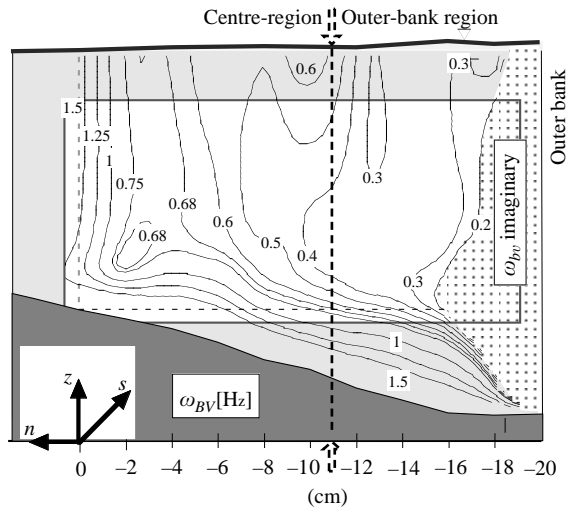 Centre-region Outer-bank region
0.6
0.3
1.5
1.25
1
0.75
0.68
0.3
0.6
0.68
0.5
0.4
0.2
0.3
1
1.5
ω_bv imaginary
Outer bank
z
s
n
ω_BV[Hz]
0 –2 –4 –6 –8 –10 –12 –14 –16 –18 –20
(cm)